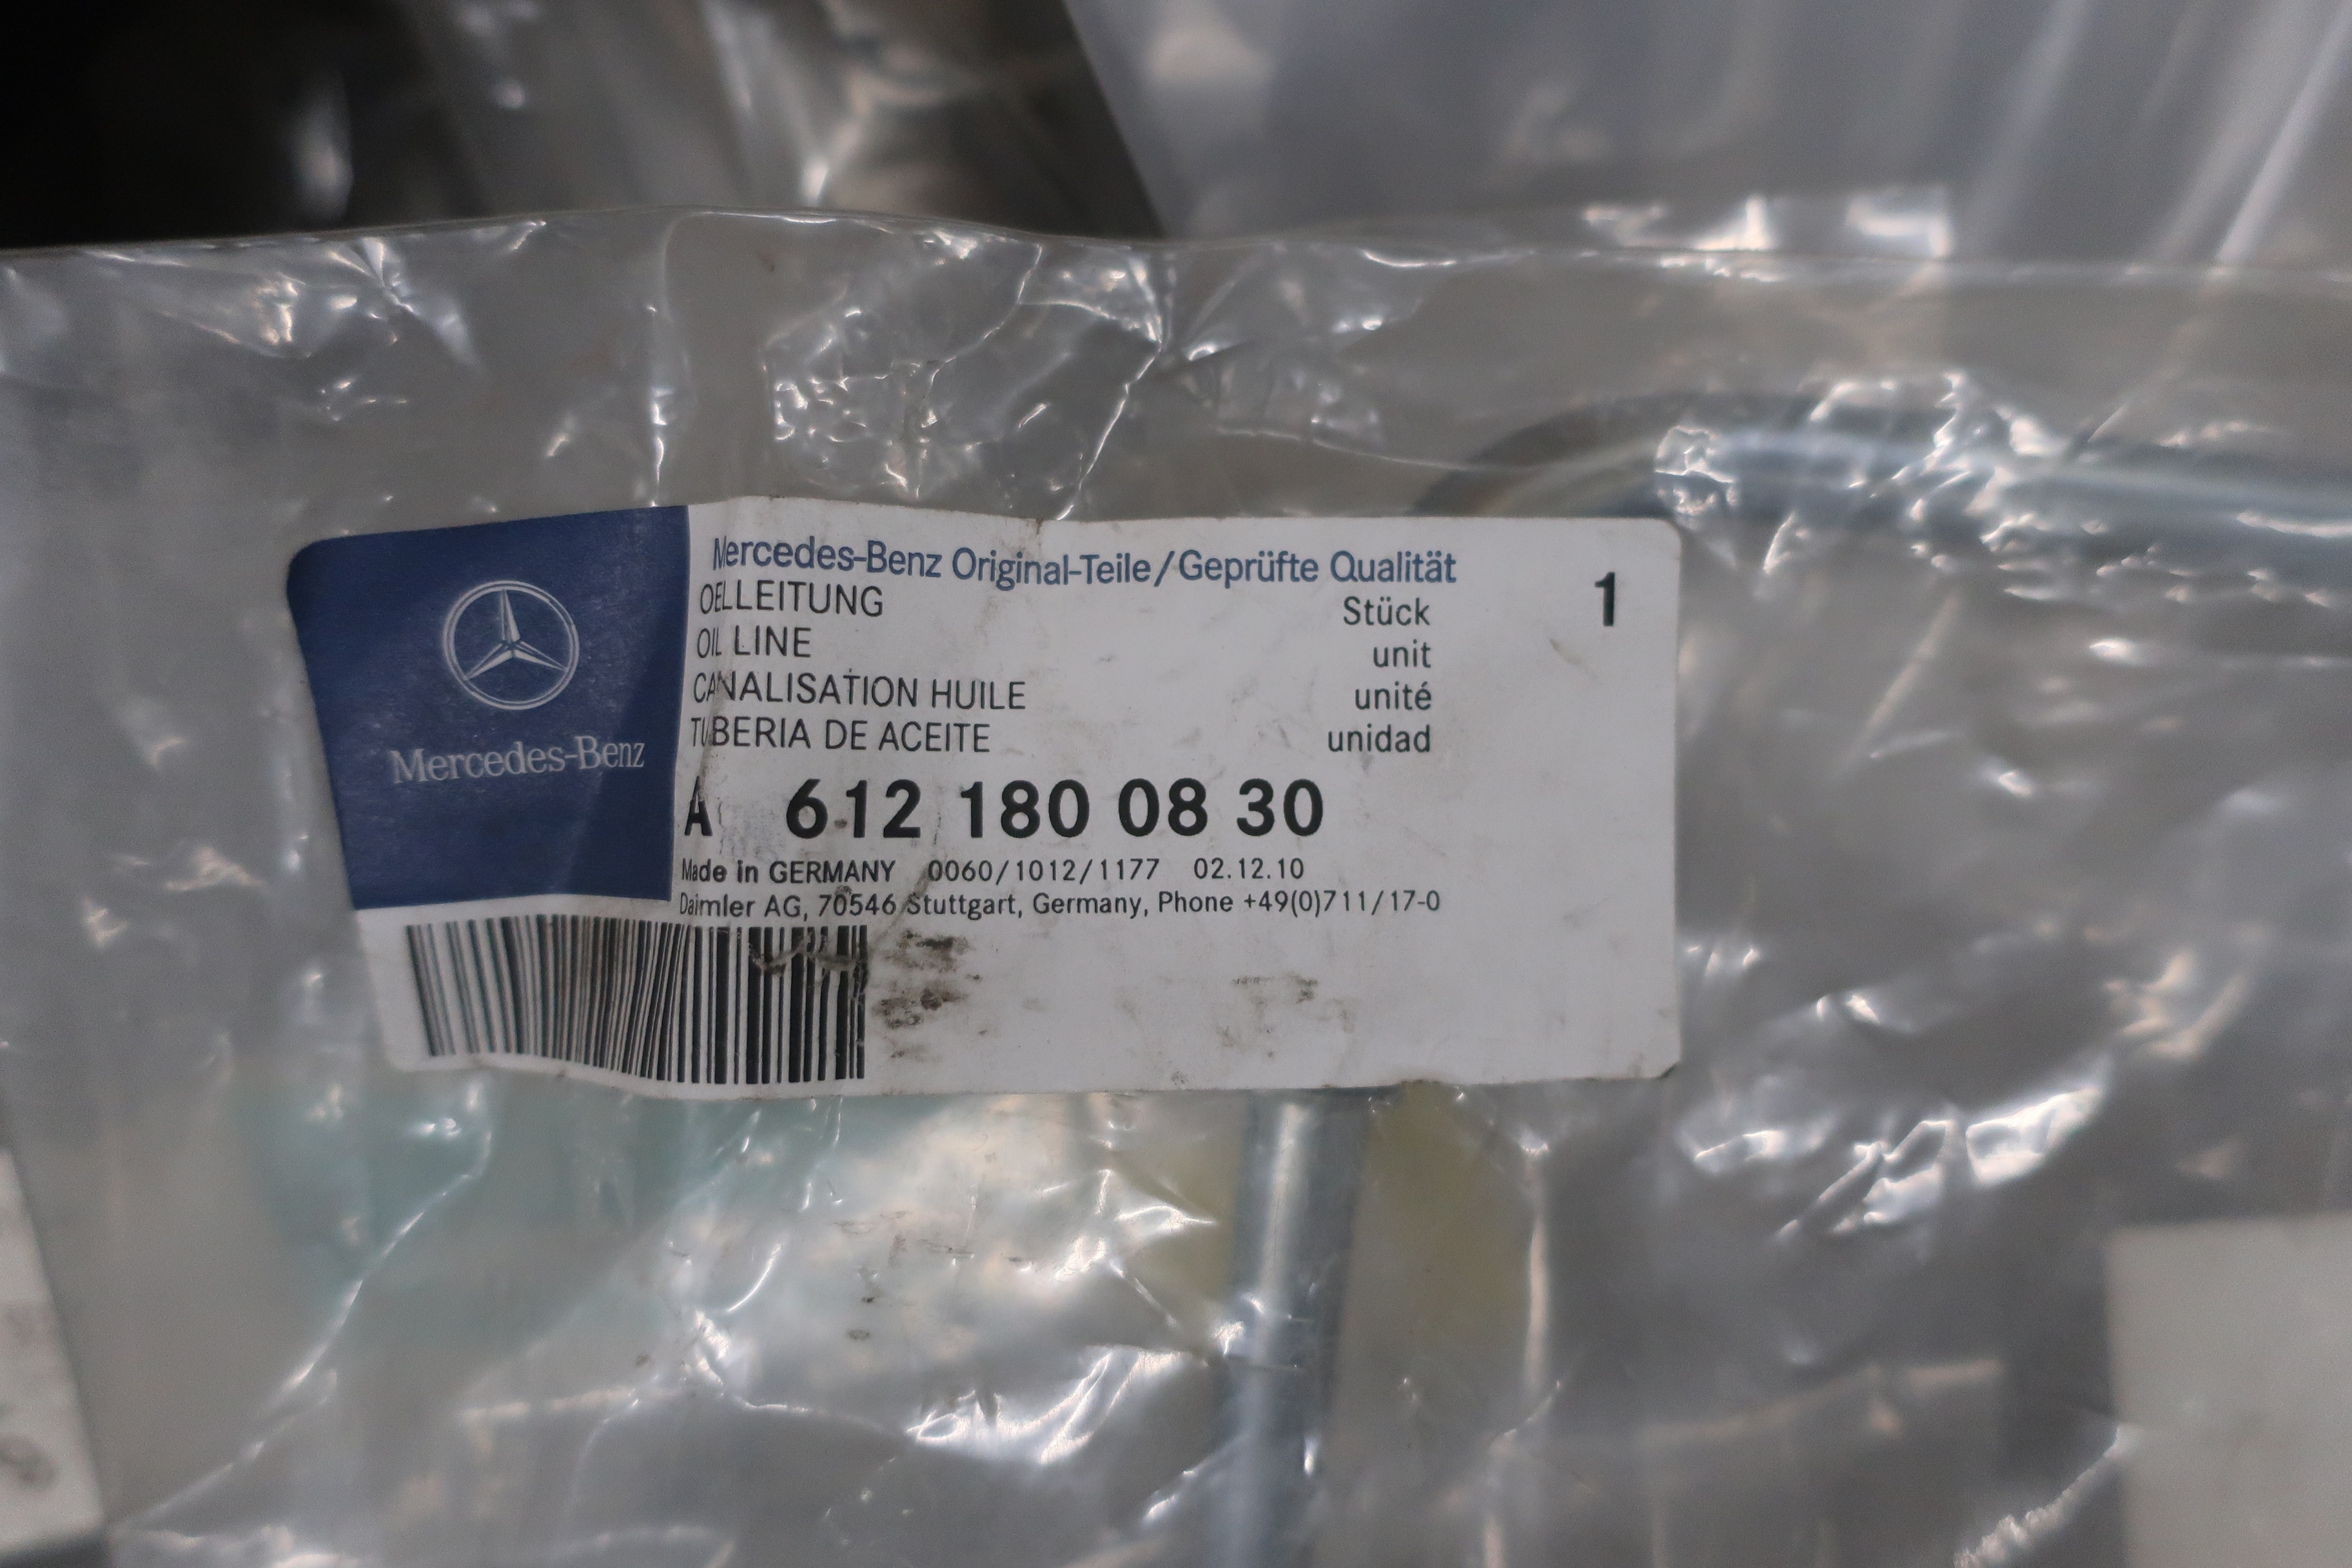 Mercedes-Benz
Mercedes-Benz Original-Teile/Geprüfte Qualität
OELLEITUNG Stück 1
OIL LINE unit
CANALISATION HUILE unité
TUBERIA DE ACEITE unidad
A 612 180 08 30
Made in GERMANY 0060/1012/1177 02.12.10
Daimler AG, 70546 Stuttgart, Germany, Phone +49(0)711/17-0